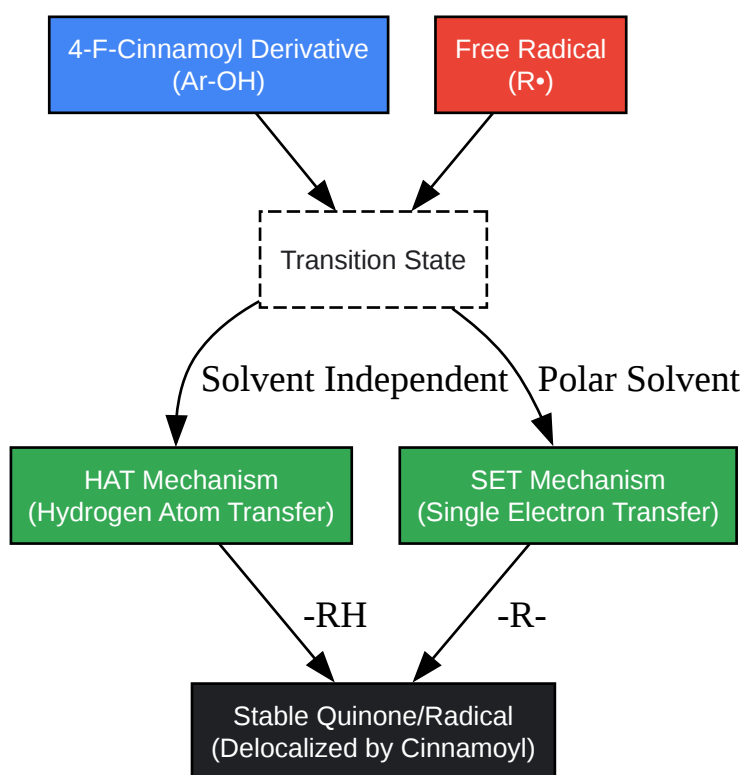 4-F-Cinnamoyl Derivative
(Ar-OH)
Free Radical
(R•)
Transition State
Solvent Independent
Polar Solvent
HAT Mechanism
(Hydrogen Atom Transfer)
SET Mechanism
(Single Electron Transfer)
-RH
-R-
Stable Quinone/Radical
(Delocalized by Cinnamoyl)